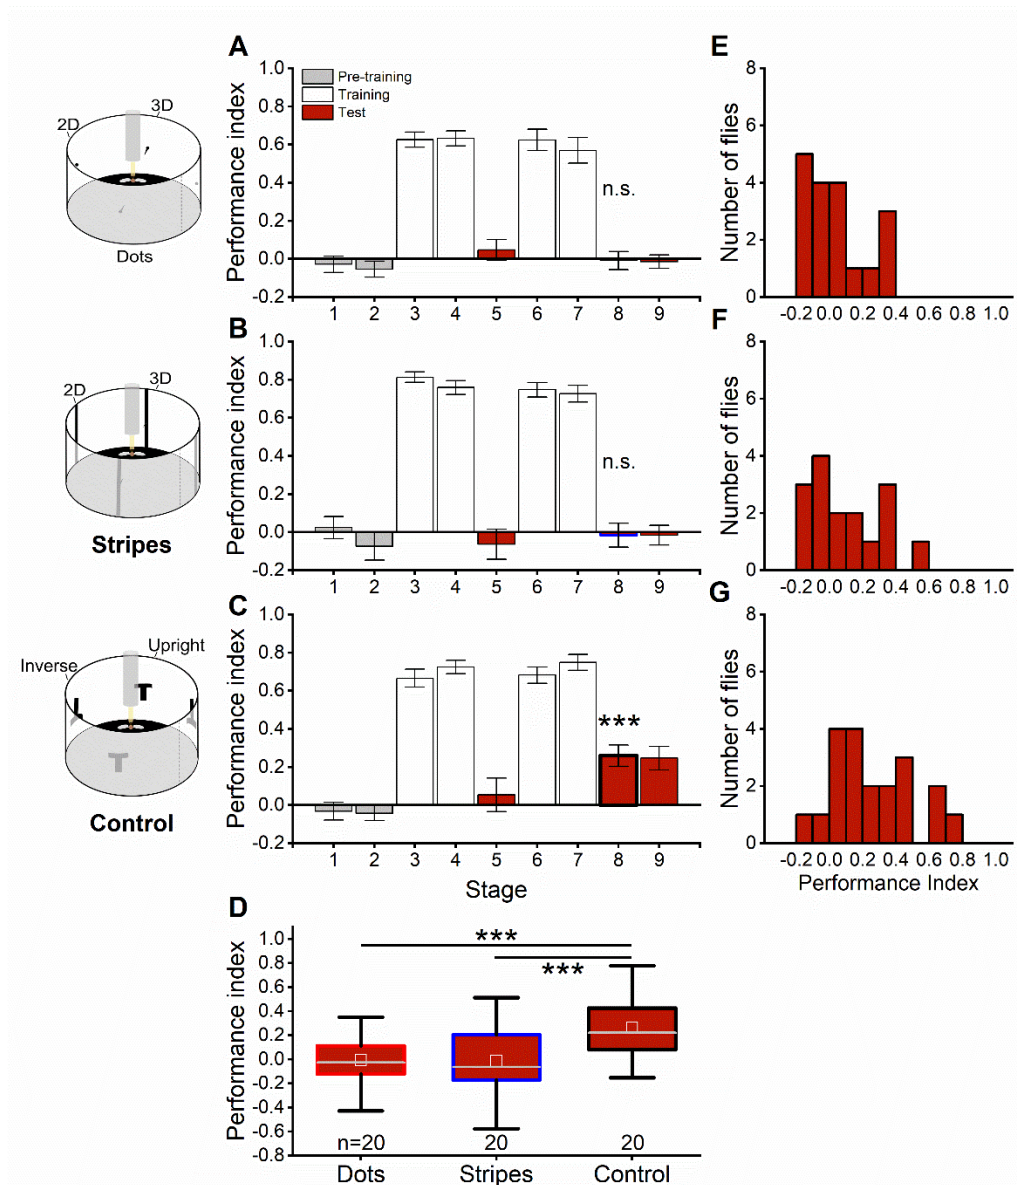 A
Performance index
1.0
0.8
0.6
0.4
0.2
0.0
-0.2
Pre-training
Training
Test
n.s.
1 2 3 4 5 6 7 8 9
2D
3D
Dots
E
Number of flies
8
6
4
2
0
-0.2 0.0 0.2 0.4 0.6 0.8 1.0
B
Performance index
1.0
0.8
0.6
0.4
0.2
0.0
-0.2
n.s.
1 2 3 4 5 6 7 8 9
2D
3D
Stripes
F
Number of flies
8
6
4
2
0
-0.2 0.0 0.2 0.4 0.6 0.8 1.0
C
Performance index
1.0
0.8
0.6
0.4
0.2
0.0
-0.2
***
1 2 3 4 5 6 7 8 9
Stage
Inverse
Upright
T
T
Control
G
Number of flies
8
6
4
2
0
-0.2 0.0 0.2 0.4 0.6 0.8 1.0
Performance Index
D
Performance index
1.0
0.8
0.6
0.4
0.2
0.0
-0.2
-0.4
-0.6
-0.8
***
***
n=20 20 20
Dots Stripes Control